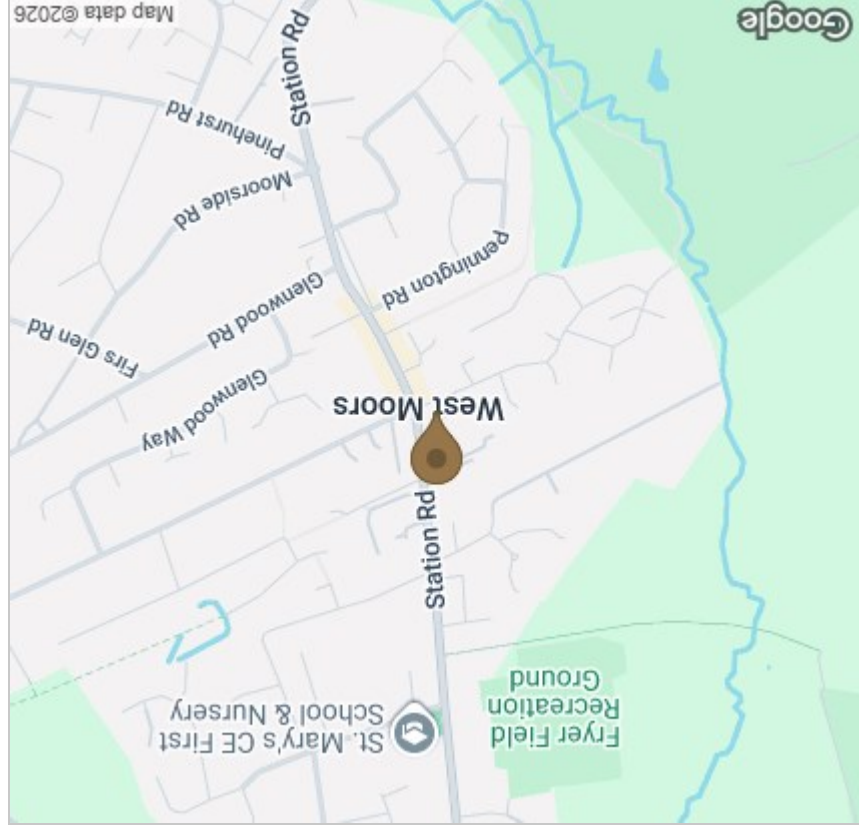 Fryer Field
Recreation
Ground
St. Mary's CE First
School & Nursery
Station Rd
West Moors
Glenwood Way
Firs Glen Rd
Glenwood Rd
Pennington Rd
Moorside Rd
Pinehurst Rd
Station Rd
Google
Map data ©2026